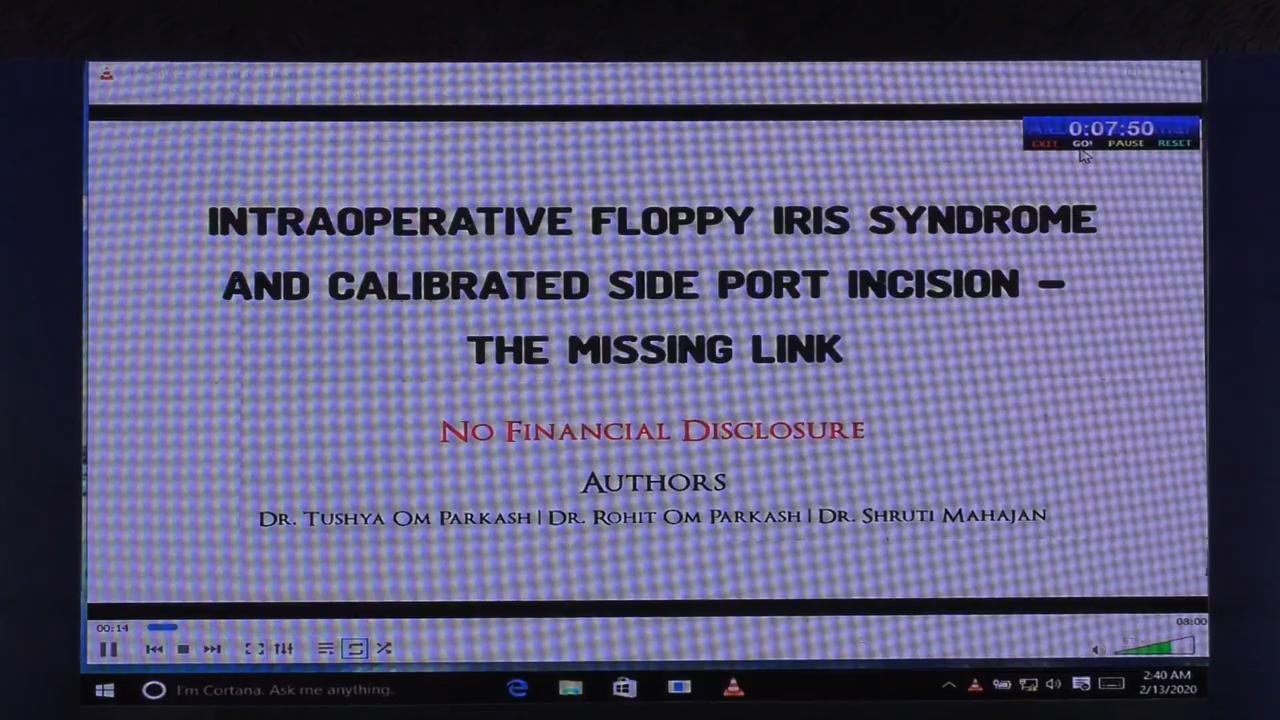 0:07:50
EXIT GO! PAUSE RESET
INTRAOPERATIVE FLOPPY IRIS SYNDROME
AND CALIBRATED SIDE PORT INCISION –
THE MISSING LINK
NO FINANCIAL DISCLOSURE
AUTHORS
DR. TUSHYA OM PARKASH | DR. ROHIT OM PARKASH | DR. SHRUTI MAHAJAN
00:14
08:00
I'm Cortana. Ask me anything.
2:40 AM
2/13/2020